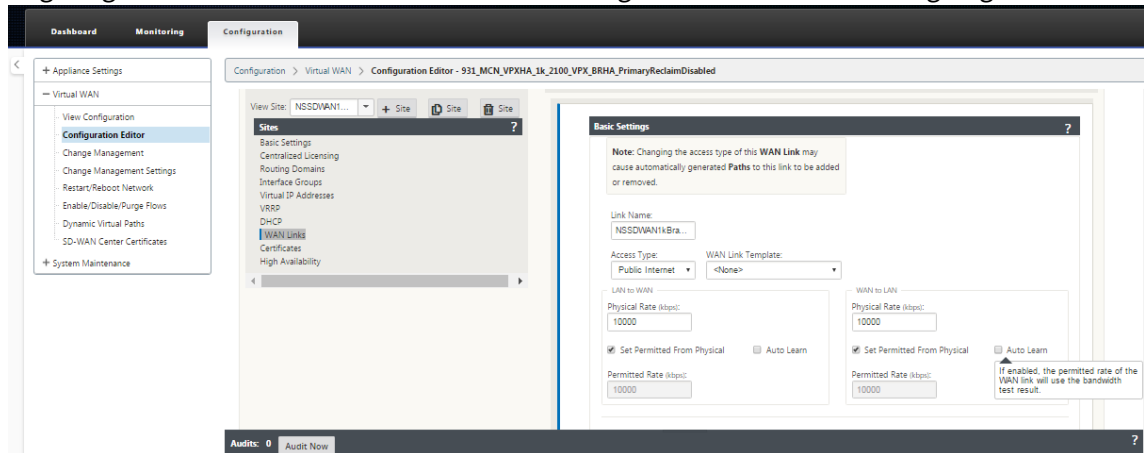 Dashboard Monitoring Configuration
+ Appliance Settings
− Virtual WAN
View Configuration
Configuration Editor
Change Management
Change Management Settings
Restart/Reboot Network
Enable/Disable/Purge Flows
Dynamic Virtual Paths
SD-WAN Center Certificates
+ System Maintenance
Configuration > Virtual WAN > Configuration Editor - 931_MCN_VPXHA_1k_2100_VPX_BRHA_PrimaryReclaimDisabled
View Site: NSSDWAN1... + Site Site Site
Sites ?
Basic Settings
Centralized Licensing
Routing Domains
Interface Groups
Virtual IP Addresses
VRRP
DHCP
WAN Links
Certificates
High Availability
Basic Settings ?
Note: Changing the access type of this WAN Link may
cause automatically generated Paths to this link to be added
or removed.
Link Name:
NSSDWAN1kBra...
Access Type: WAN Link Template:
Public Internet <None>
LAN to WAN
Physical Rate (kbps):
10000
Set Permitted From Physical Auto Learn
Permitted Rate (kbps):
10000
WAN to LAN
Physical Rate (kbps):
10000
Set Permitted From Physical Auto Learn
Permitted Rate (kbps):
10000
If enabled, the permitted rate of the
WAN link will use the bandwidth
test result.
Audits: 0 Audit Now ?